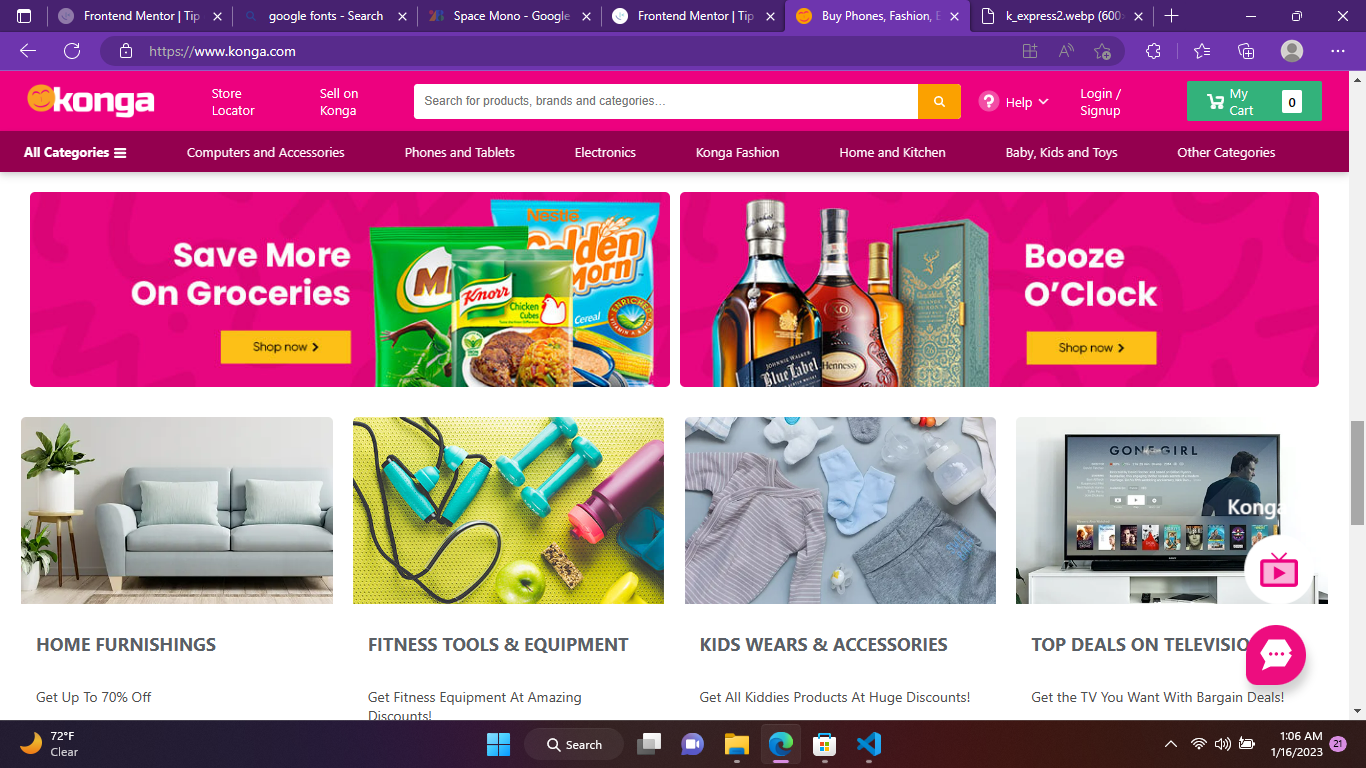 Frontend Mentor | Tip
google fonts - Search
Space Mono - Google
Frontend Mentor | Tip
Buy Phones, Fashion, E
k_express2.webp (600×
https://www.konga.com
konga
Store
Locator
Sell on
Konga
Search for products, brands and categories...
? Help
Login /
Signup
My
Cart
0
All Categories
Computers and Accessories
Phones and Tablets
Electronics
Konga Fashion
Home and Kitchen
Baby, Kids and Toys
Other Categories
Save More
On Groceries
Shop now
Nestle
Golden
Morn
Cereal
ENRICHED
Knorr
Chicken
Cubes
Booze
O'Clock
Shop now
JOHNNIE WALKER
Blue Label
XO
Hennessy
Glenfiddich
GONE GIRL
Konga
HOME FURNISHINGS
FITNESS TOOLS & EQUIPMENT
KIDS WEARS & ACCESSORIES
TOP DEALS ON TELEVISIO
Get Up To 70% Off
Get Fitness Equipment At Amazing
Discounts!
Get All Kiddies Products At Huge Discounts!
Get the TV You Want With Bargain Deals!
72°F
Clear
Search
1:06 AM
1/16/2023
21